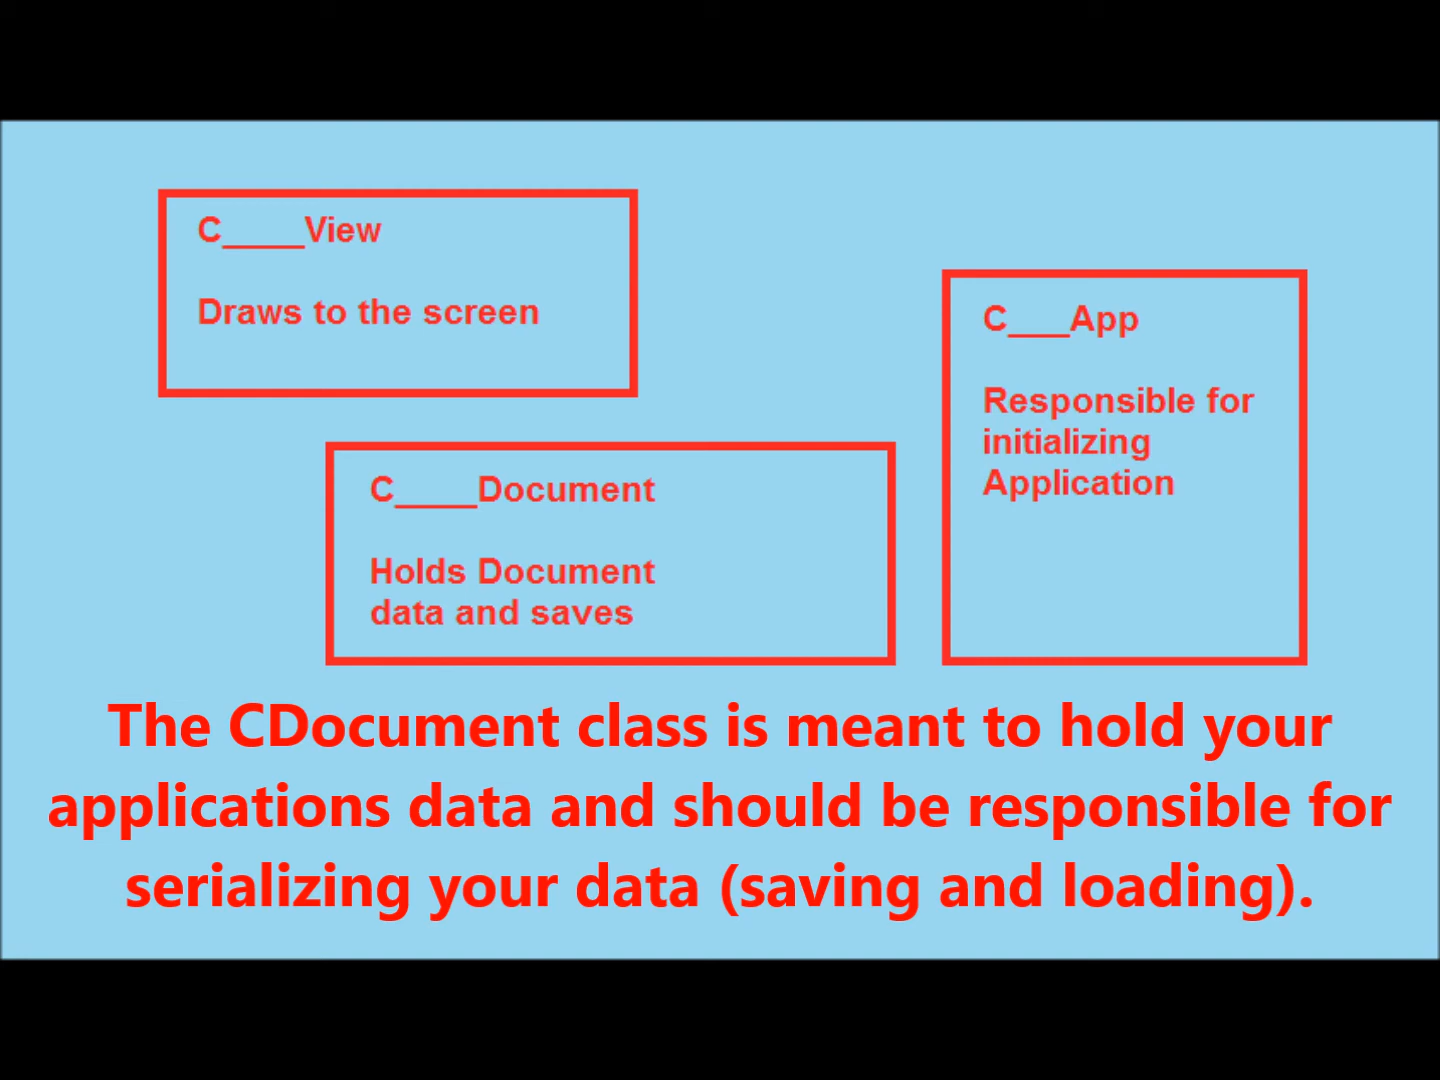 C____View
Draws to the screen
C___App
Responsible for
initializing
Application
C____Document
Holds Document
data and saves
The CDocument class is meant to hold your
applications data and should be responsible for
serializing your data (saving and loading).